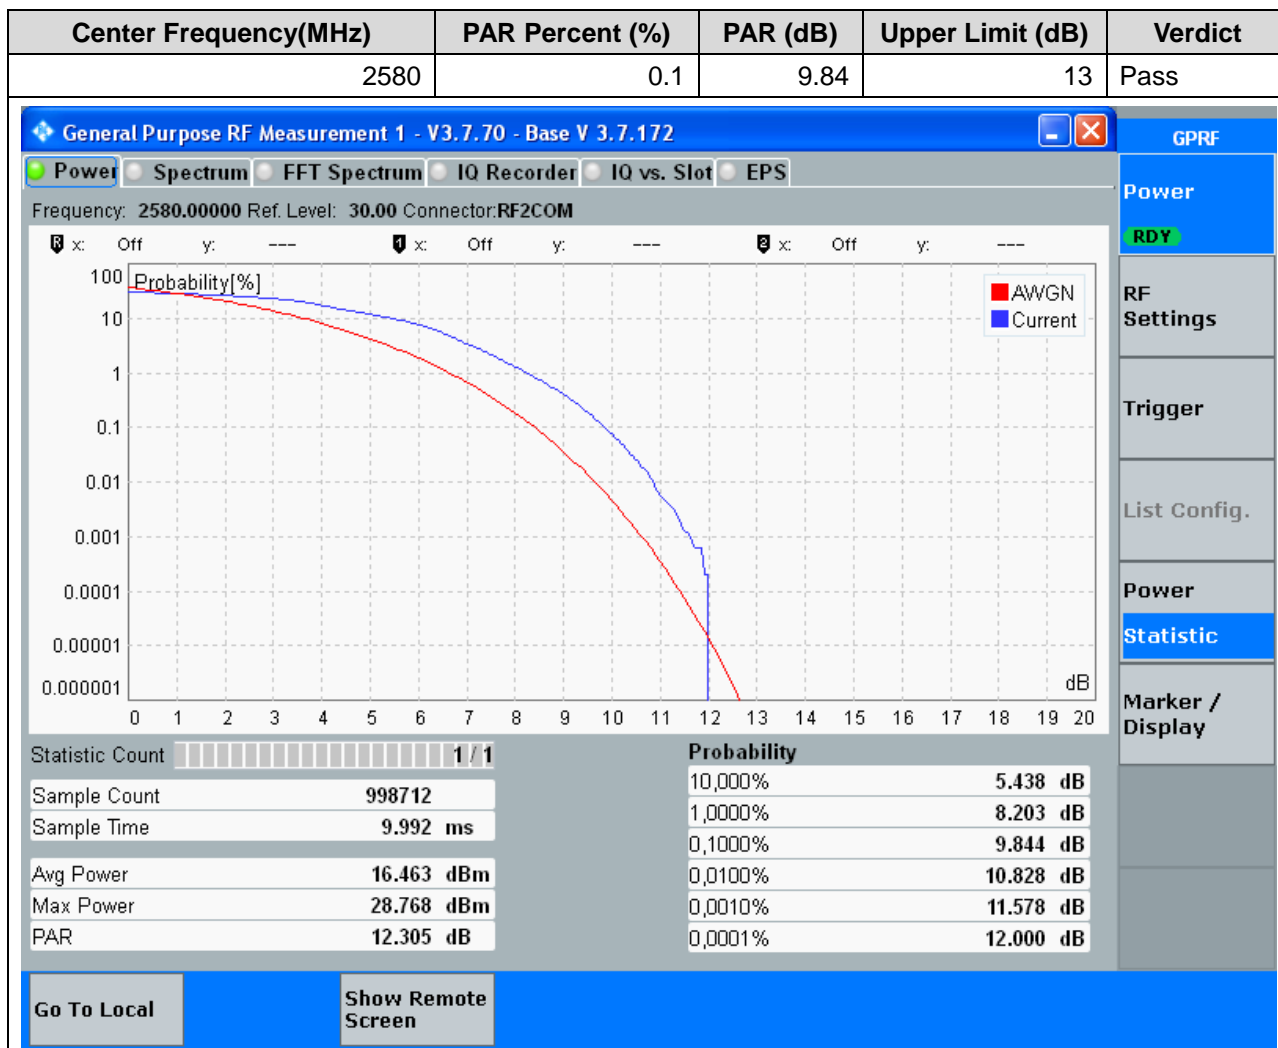 Center Frequency(MHz) PAR Percent (%) PAR (dB) Upper Limit (dB) Verdict
2580 0.1 9.84 13 Pass
General Purpose RF Measurement 1 - V3.7.70 - Base V 3.7.172
GPRF
Power Spectrum FFT Spectrum IQ Recorder IQ vs. Slot EPS
Frequency: 2580.00000 Ref. Level: 30.00 Connector:RF2COM
R x: Off y: --- 1 x: Off y: --- 2 x: Off y: ---
Probability[%]
100
10
1
0.1
0.01
0.001
0.0001
0.00001
0.000001
AWGN
Current
dB
0 1 2 3 4 5 6 7 8 9 10 11 12 13 14 15 16 17 18 19 20
Statistic Count 1 / 1
Sample Count 998712
Sample Time 9.992 ms
Avg Power 16.463 dBm
Max Power 28.768 dBm
PAR 12.305 dB
Probability
10,000% 5.438 dB
1,0000% 8.203 dB
0,1000% 9.844 dB
0,0100% 10.828 dB
0,0010% 11.578 dB
0,0001% 12.000 dB
Power
RDY
RF
Settings
Trigger
List Config.
Power
Statistic
Marker /
Display
Go To Local
Show Remote
Screen